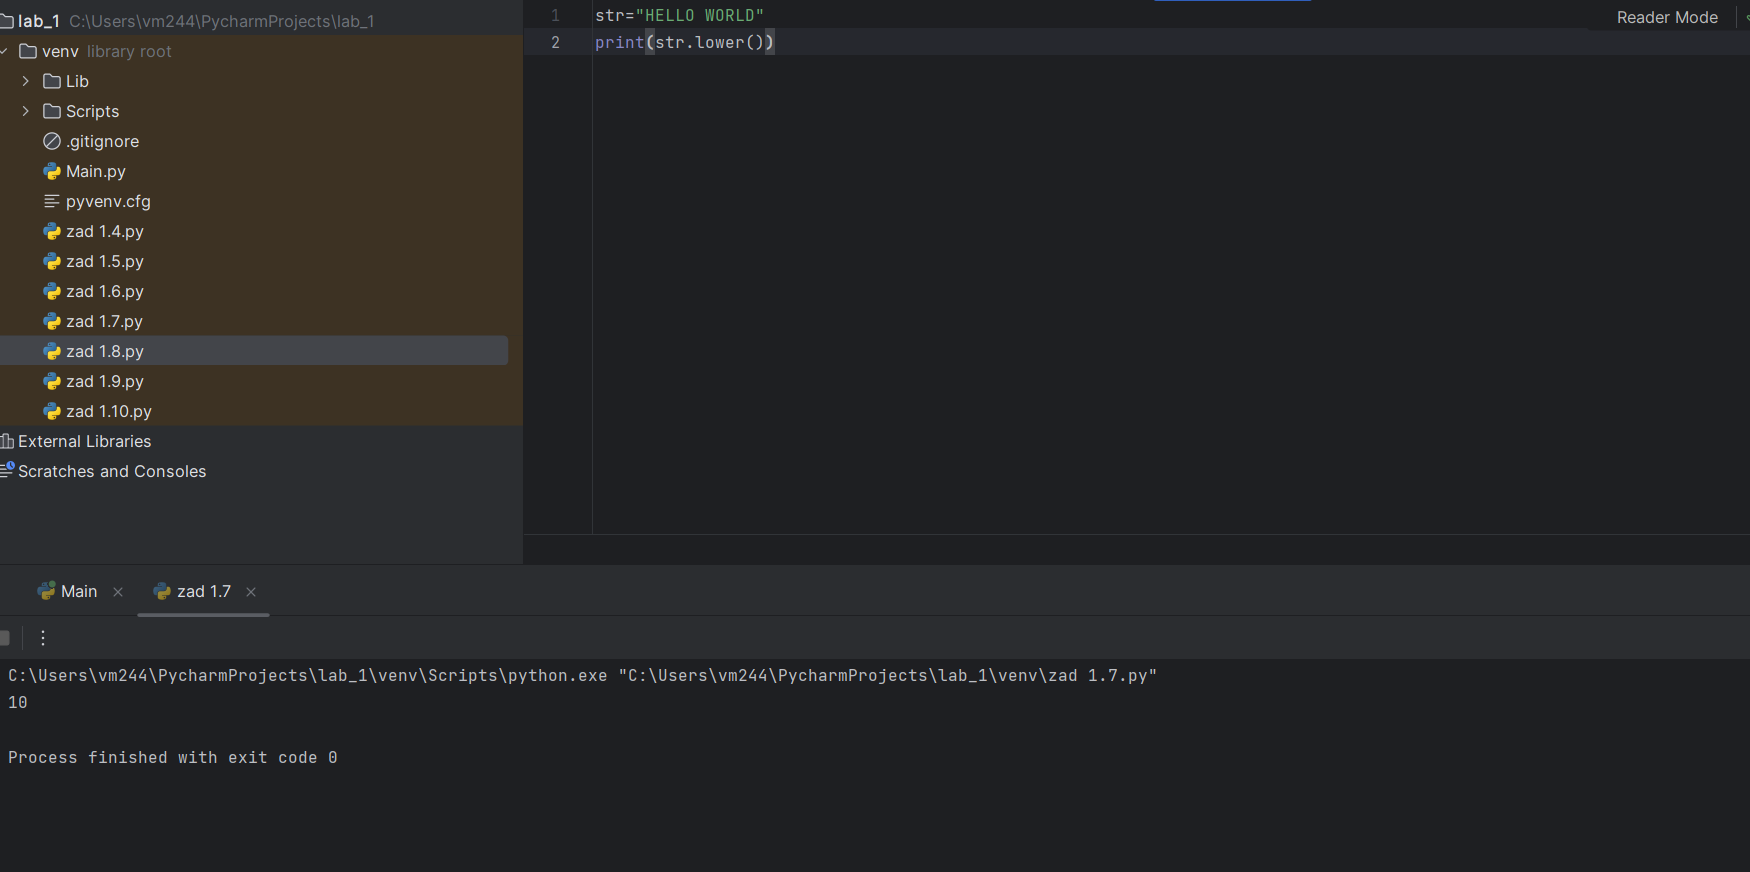 lab_1 C:\Users\vm244\PycharmProjects\lab_1
venv library root
Lib
Scripts
.gitignore
Main.py
pyvenv.cfg
zad 1.4.py
zad 1.5.py
zad 1.6.py
zad 1.7.py
zad 1.8.py
zad 1.9.py
zad 1.10.py
External Libraries
Scratches and Consoles
1 str="HELLO WORLD"
2 print(str.lower())
Reader Mode
Main zad 1.7
C:\Users\vm244\PycharmProjects\lab_1\venv\Scripts\python.exe "C:\Users\vm244\PycharmProjects\lab_1\venv\zad 1.7.py"
10
Process finished with exit code 0